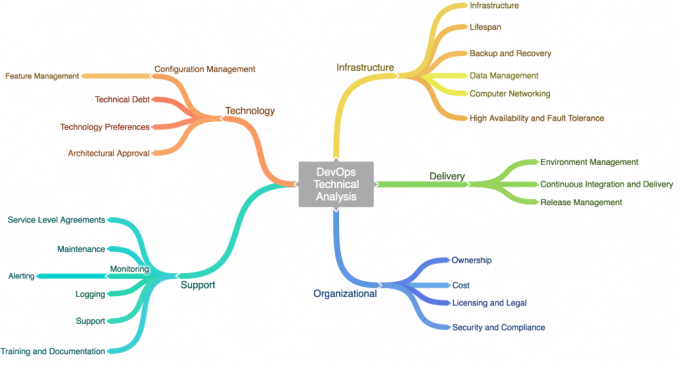 Infrastructure
Lifespan
Infrastructure
Backup and Recovery
Configuration Management
Feature Management
Data Management
Computer Networking
Technical Debt
Technology
High Availability and Fault Tolerance
Technology Preferences
Architectural Approval
Environment Management
DevOps
Technical
Analysis
Delivery
Continuous Integration and Delivery
Release Management
Service Level Agreements
Maintenance
Ownership
Monitoring
Alerting
Support
Organizational
Cost
Logging
Licensing and Legal
Support
Security and Compliance
Training and Documentation